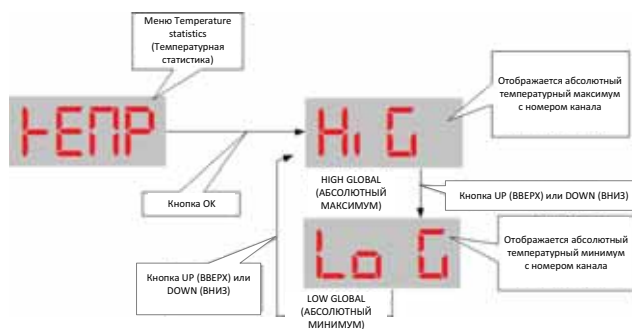 Меню Temperature
statistics
(Температурная
статистика)
tEMP
Кнопка OK
Hi G
HIGH GLOBAL
(АБСОЛЮТНЫЙ
МАКСИМУМ)
Отображается абсолютный
температурный максимум
с номером канала
Кнопка UP (ВВЕРХ) или DOWN (ВНИЗ)
Кнопка UP (ВВЕРХ) или
DOWN (ВНИЗ)
Lo G
LOW GLOBAL
(АБСОЛЮТНЫЙ
МИНИМУМ)
Отображается абсолютный
температурный минимум
с номером канала